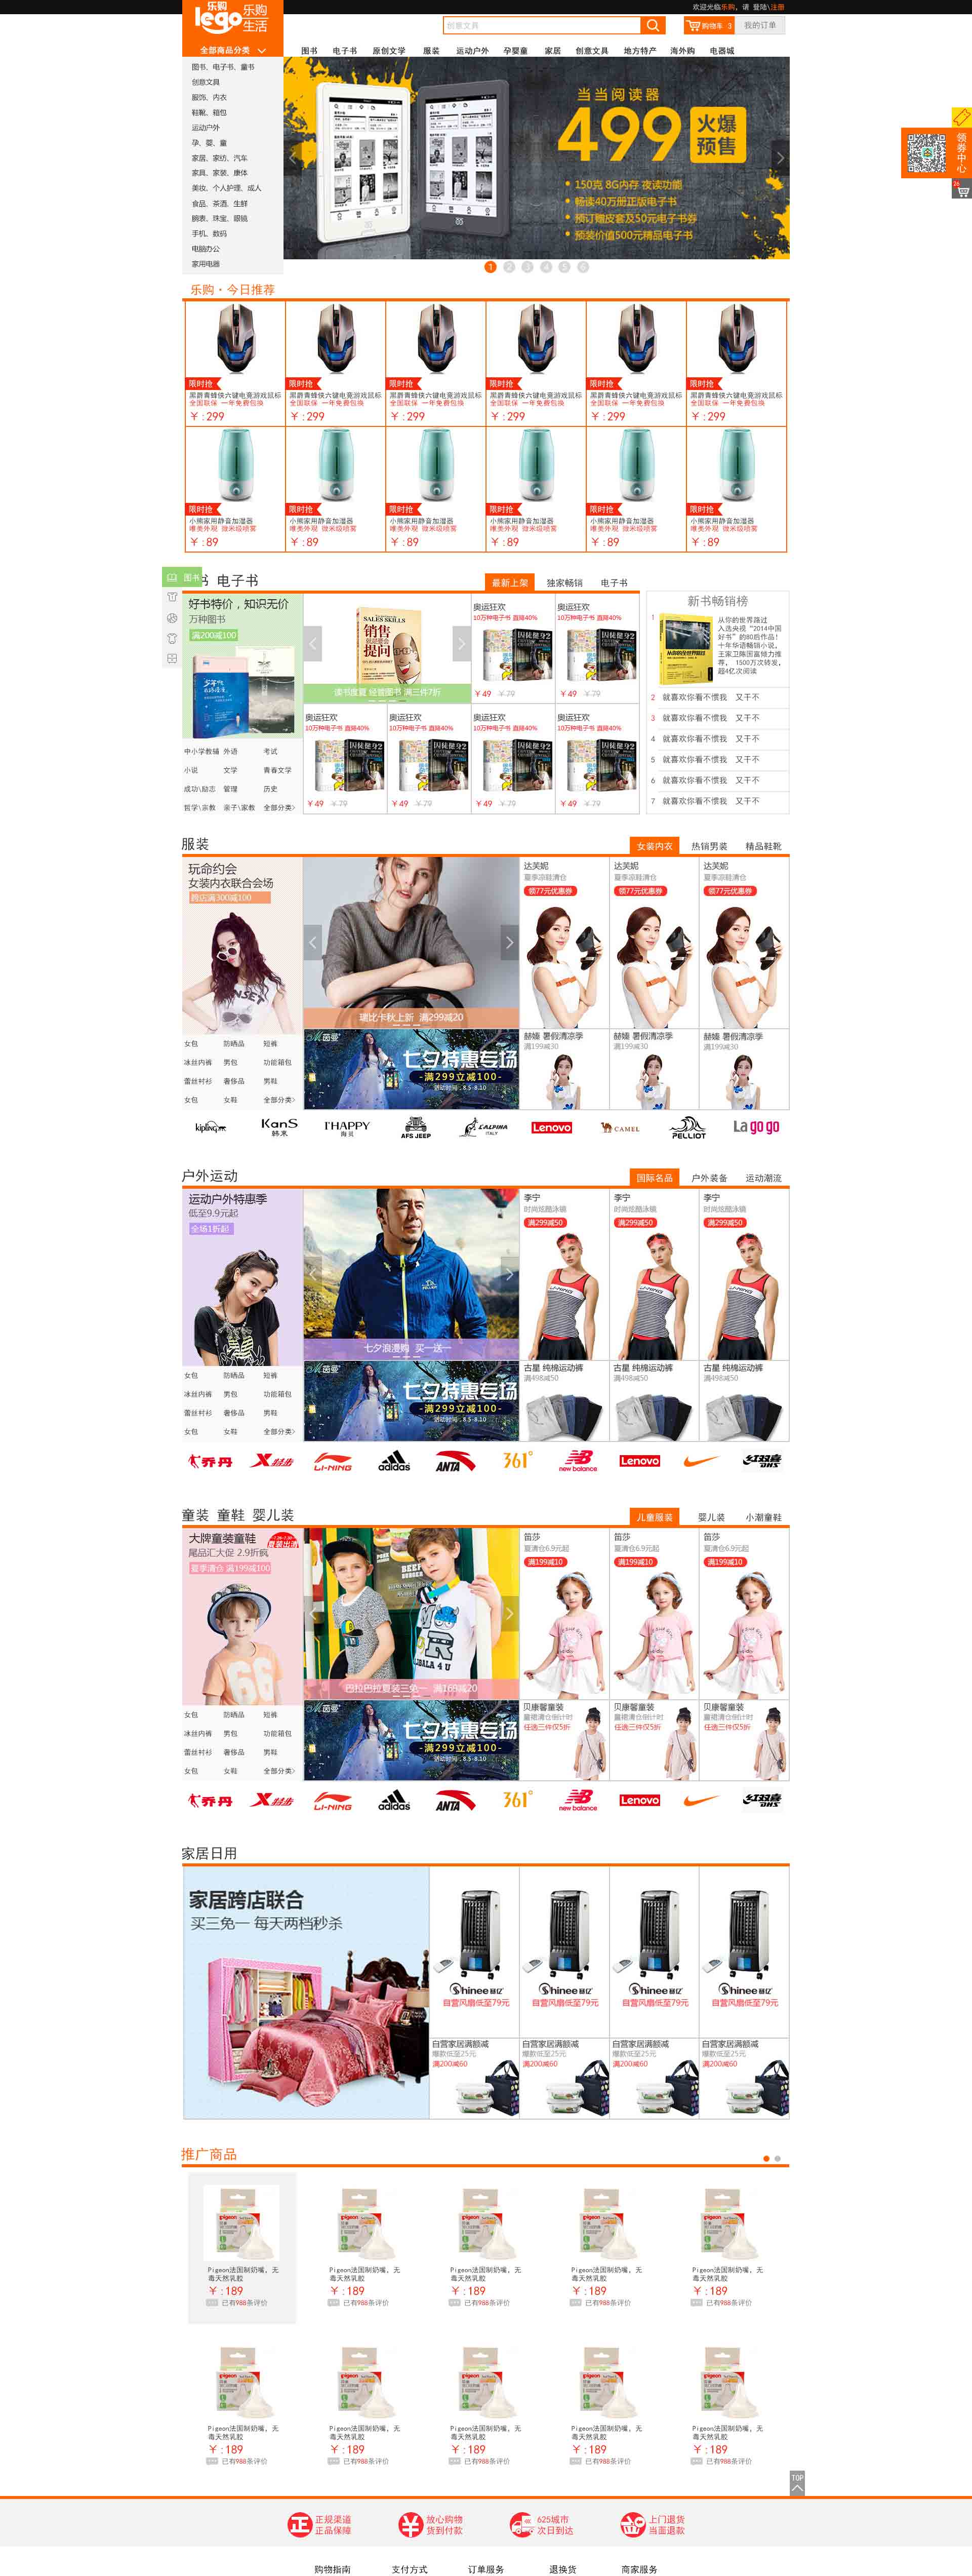 欢迎光临乐购，请 登陆\注册
乐购
lego
乐购
生活
创意文具
购物车 3
我的订单
全部商品分类
图书 电子书 原创文学 服装 运动户外 孕婴童 家居 创意文具 地方特产 海外购 电器城
图书、电子书、童书
创意文具
服饰、内衣
鞋靴、箱包
运动户外
孕、婴、童
家居、家纺、汽车
家具、家装、康体
美妆、个人护理、成人
食品、茶酒、生鲜
腕表、珠宝、眼镜
手机、数码
电脑办公
家用电器
当当阅读器
499 火爆预售
150克 8G内存 夜读功能
畅读40万册正版电子书
预订赠皮套及50元电子书券
预装价值500元精品电子书
1 2 3 4 5 6
领券中心
26
乐购·今日推荐
限时抢 限时抢 限时抢 限时抢 限时抢 限时抢
黑爵青蜂侠六键电竟游戏鼠标 黑爵青蜂侠六键电竟游戏鼠标 黑爵青蜂侠六键电竟游戏鼠标 黑爵青蜂侠六键电竟游戏鼠标 黑爵青蜂侠六键电竟游戏鼠标 黑爵青蜂侠六键电竟游戏鼠标
全国联保 一年免费包换 全国联保 一年免费包换 全国联保 一年免费包换 全国联保 一年免费包换 全国联保 一年免费包换 全国联保 一年免费包换
￥:299 ￥:299 ￥:299 ￥:299 ￥:299 ￥:299
限时抢 限时抢 限时抢 限时抢 限时抢 限时抢
小熊家用静音加湿器 小熊家用静音加湿器 小熊家用静音加湿器 小熊家用静音加湿器 小熊家用静音加湿器 小熊家用静音加湿器
唯美外观 微米级喷雾 唯美外观 微米级喷雾 唯美外观 微米级喷雾 唯美外观 微米级喷雾 唯美外观 微米级喷雾 唯美外观 微米级喷雾
￥:89 ￥:89 ￥:89 ￥:89 ￥:89 ￥:89
图书
书 电子书
最新上架 独家畅销 电子书
好书特价，知识无价
万种图书
满200减100
中小学教辅 外语 考试
小说 文学 青春文学
成功\励志 管理 历史
哲学\宗教 亲子\家教 全部分类>
SALES SKILLS
销售就是要提问
读书度夏 经管图书 满三件7折
奥运狂欢 奥运狂欢
10万种电子书 直降40% 10万种电子书 直降40%
￥49 ￥79 ￥49 ￥79
奥运狂欢 奥运狂欢 奥运狂欢 奥运狂欢
10万种电子书 直降40% 10万种电子书 直降40% 10万种电子书 直降40% 10万种电子书 直降40%
￥49 ￥79 ￥49 ￥79 ￥49 ￥79 ￥49 ￥79
新书畅销榜
1
从你的世界路过
入选央视“2014中国
好书”的80后作品！
十年华语畅销小说，
王家卫陈国富倾力推
荐， 1500万次转发，
超4亿次阅读
2 就喜欢你看不惯我 又干不
3 就喜欢你看不惯我 又干不
4 就喜欢你看不惯我 又干不
5 就喜欢你看不惯我 又干不
6 就喜欢你看不惯我 又干不
7 就喜欢你看不惯我 又干不
服装
女装内衣 热销男装 精品鞋靴
玩命约会
女装内衣联合会场
跨店满300减100
女包 防晒品 短裤
冰丝内裤 男包 功能箱包
蕾丝衬衫 奢侈品 男鞋
女包 女鞋 全部分类>
瑞比卡秋上新 满299减20
茵曼
七夕特惠专场
-满299立减100-
活动时间：8.5-8.10
达芙妮 达芙妮 达芙妮
夏季凉鞋清仓 夏季凉鞋清仓 夏季凉鞋清仓
领77元优惠券 领77元优惠券 领77元优惠券
赫嫀 暑假清凉季 赫嫀 暑假清凉季 赫嫀 暑假清凉季
满199减30 满199减30 满199减30
kipling KanS 韩束 T'HAPPY 海贝 AFS JEEP L'ALPINA ITALY Lenovo CAMEL PELLIOT La gogo
户外运动
国际名品 户外装备 运动潮流
运动户外特惠季
低至9.9元起
全场1折起!
女包 防晒品 短裤
冰丝内裤 男包 功能箱包
蕾丝衬衫 奢侈品 男鞋
女包 女鞋 全部分类>
七夕浪漫购 买一送一
茵曼
七夕特惠专场
-满299立减100-
活动时间：8.5-8.10
李宁 李宁 李宁
时尚炫酷泳镜 时尚炫酷泳镜 时尚炫酷泳镜
满299减50 满299减50 满299减50
古星 纯棉运动裤 古星 纯棉运动裤 古星 纯棉运动裤
满498减50 满498减50 满498减50
乔丹 特步 LI-NING adidas ANTA 361° new balance Lenovo 红双喜 DHS
童装 童鞋 婴儿装
儿童服装 婴儿装 小潮童鞋
大牌童装童鞋
尾品汇大促 2.9折疯
夏季清仓 满199减100
女包 防晒品 短裤
冰丝内裤 男包 功能箱包
蕾丝衬衫 奢侈品 男鞋
女包 女鞋 全部分类>
巴拉巴拉夏装三免一 满169减20
茵曼
七夕特惠专场
-满299立减100-
活动时间：8.5-8.10
笛莎 笛莎 笛莎
夏清仓6.9元起 夏清仓6.9元起 夏清仓6.9元起
满199减10 满199减10 满199减10
贝康馨童装 贝康馨童装 贝康馨童装
童裙清仓倒计时 童裙清仓倒计时 童裙清仓倒计时
任选三件仅5折 任选三件仅5折 任选三件仅5折
乔丹 特步 LI-NING adidas ANTA 361° new balance Lenovo 红双喜 DHS
家居日用
家居跨店联合
买三免一 每天两档秒杀
Shinee赛亿 Shinee赛亿 Shinee赛亿 Shinee赛亿
自营风扇低至79元 自营风扇低至79元 自营风扇低至79元 自营风扇低至79元
自营家居满额减 自营家居满额减 自营家居满额减 自营家居满额减
爆款低至25元 爆款低至25元 爆款低至25元 爆款低至25元
满200减60 满200减60 满200减60 满200减60
推广商品
Pigeon法国制奶嘴，无 Pigeon法国制奶嘴，无 Pigeon法国制奶嘴，无 Pigeon法国制奶嘴，无 Pigeon法国制奶嘴，无
毒天然乳胶 毒天然乳胶 毒天然乳胶 毒天然乳胶 毒天然乳胶
￥:189 ￥:189 ￥:189 ￥:189 ￥:189
已有988条评价 已有988条评价 已有988条评价 已有988条评价 已有988条评价
Pigeon法国制奶嘴，无 Pigeon法国制奶嘴，无 Pigeon法国制奶嘴，无 Pigeon法国制奶嘴，无 Pigeon法国制奶嘴，无
毒天然乳胶 毒天然乳胶 毒天然乳胶 毒天然乳胶 毒天然乳胶
￥:189 ￥:189 ￥:189 ￥:189 ￥:189
已有988条评价 已有988条评价 已有988条评价 已有988条评价 已有988条评价
TOP
正规渠道 放心购物 625城市 上门退货
正品保障 货到付款 次日到达 当面退款
购物指南 支付方式 订单服务 退换货 商家服务